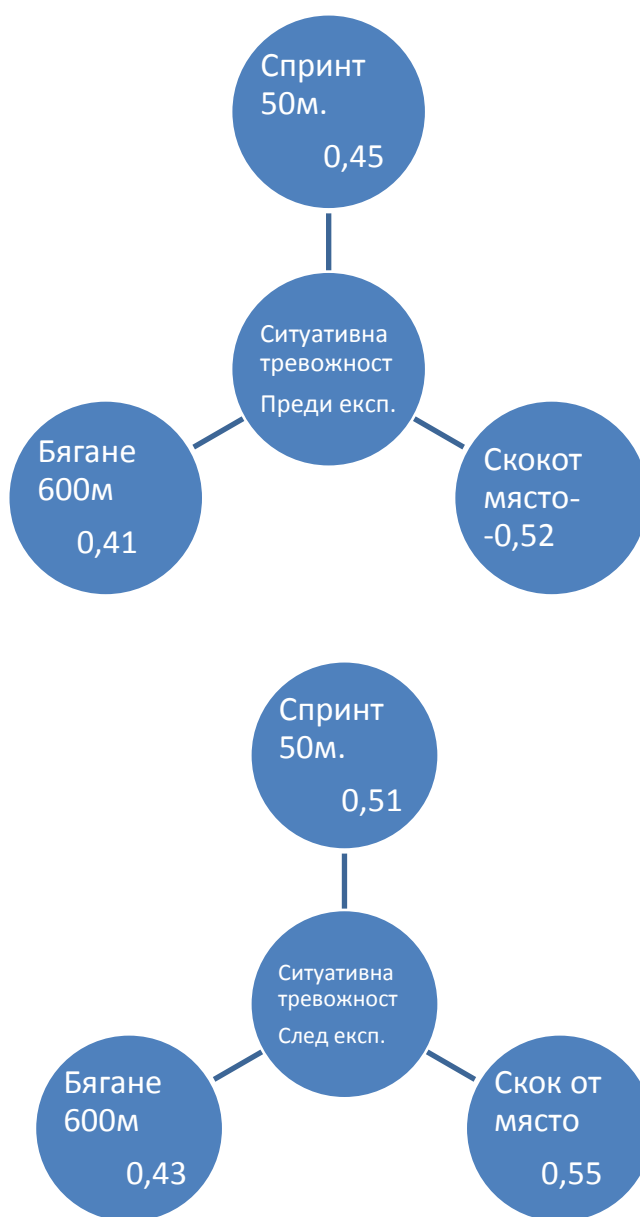 Спринт
50м.
0,45
Ситуативна
тревожност
Преди експ.
Бягане
600м
0,41
Скокот
място-
-0,52
Спринт
50м.
0,51
Ситуативна
тревожност
След експ.
Бягане
600м
0,43
Скок от
място
0,55